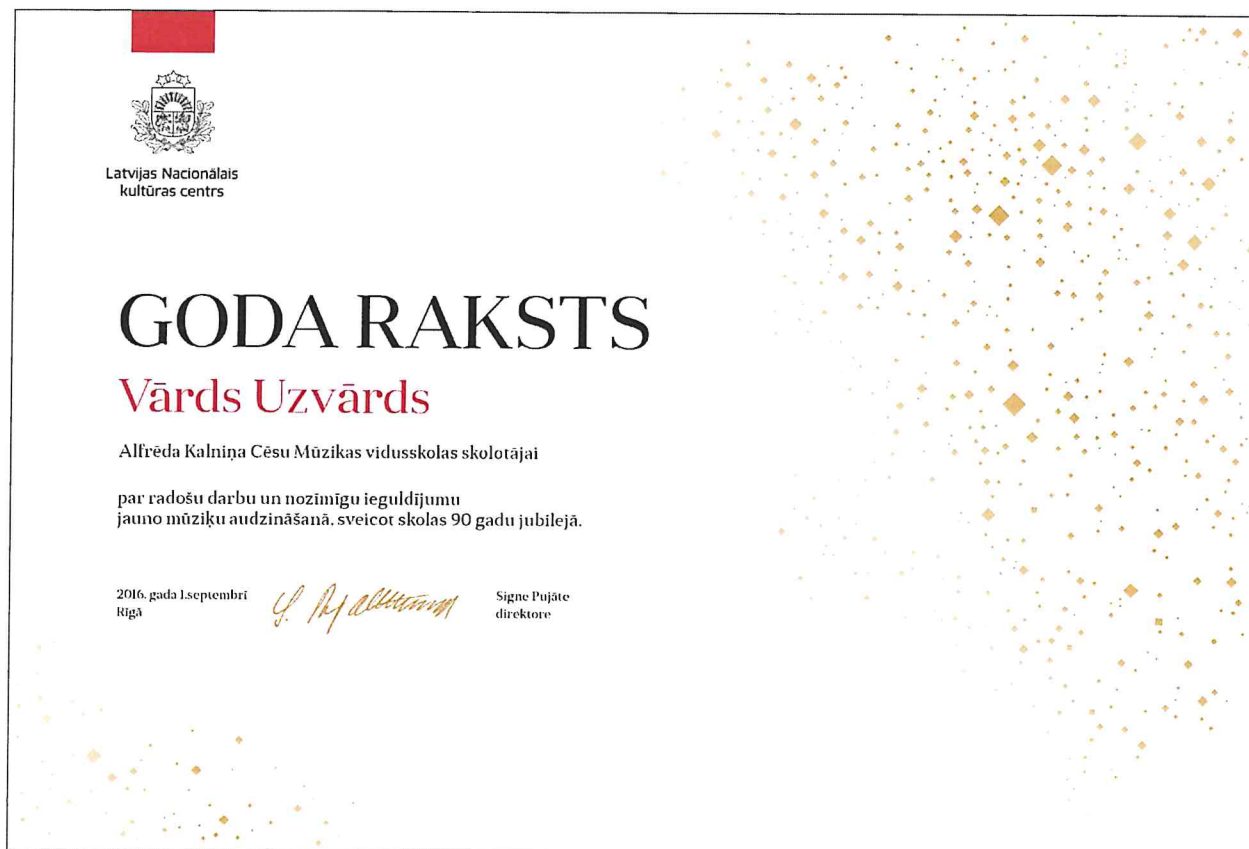 Latvijas Nacionālais
kultūras centrs
GODA RAKSTS
Vārds Uzvārds
Alfrēda Kalniņa Cēsu Mūzikas vidusskolas skolotājai
par radošu darbu un nozīmīgu ieguldījumu
jauno mūziķu audzināšanā, sveicot skolas 90 gadu jubilejā.
2016. gada 1.septembrī
Rīgā
Signe Pujāte
direktore